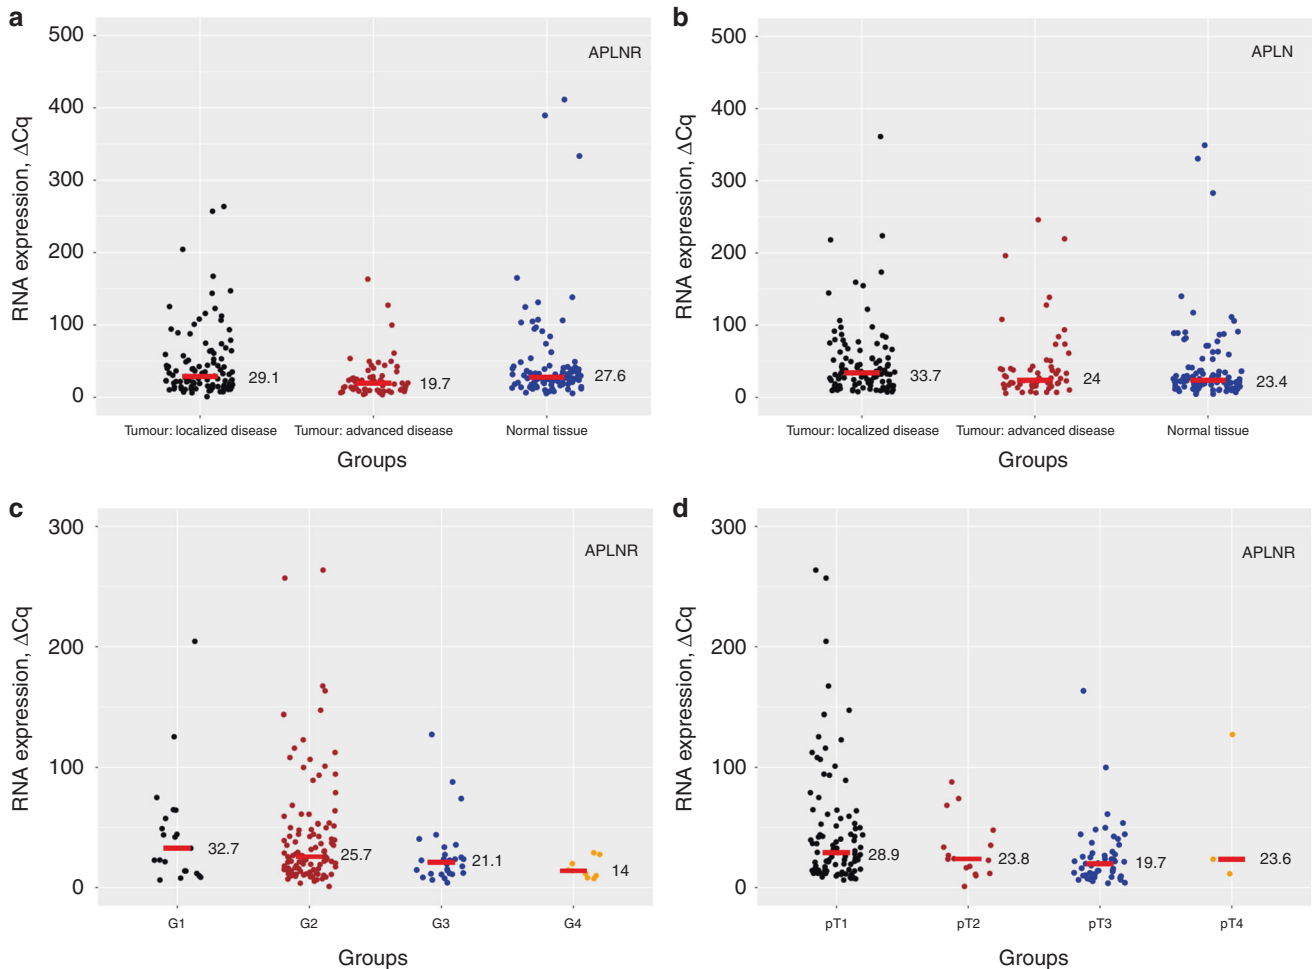 a
APLNR
500
400
300
200
100
0
RNA expression, ΔCq
29.1
19.7
27.6
Tumour: localized disease
Tumour: advanced disease
Normal tissue
Groups
b
APLN
500
400
300
200
100
0
RNA expression, ΔCq
33.7
24
23.4
Tumour: localized disease
Tumour: advanced disease
Normal tissue
Groups
c
APLNR
300
200
100
0
RNA expression, ΔCq
32.7
25.7
21.1
14
G1
G2
G3
G4
Groups
d
APLNR
300
200
100
0
RNA expression, ΔCq
28.9
23.8
19.7
23.6
pT1
pT2
pT3
pT4
Groups